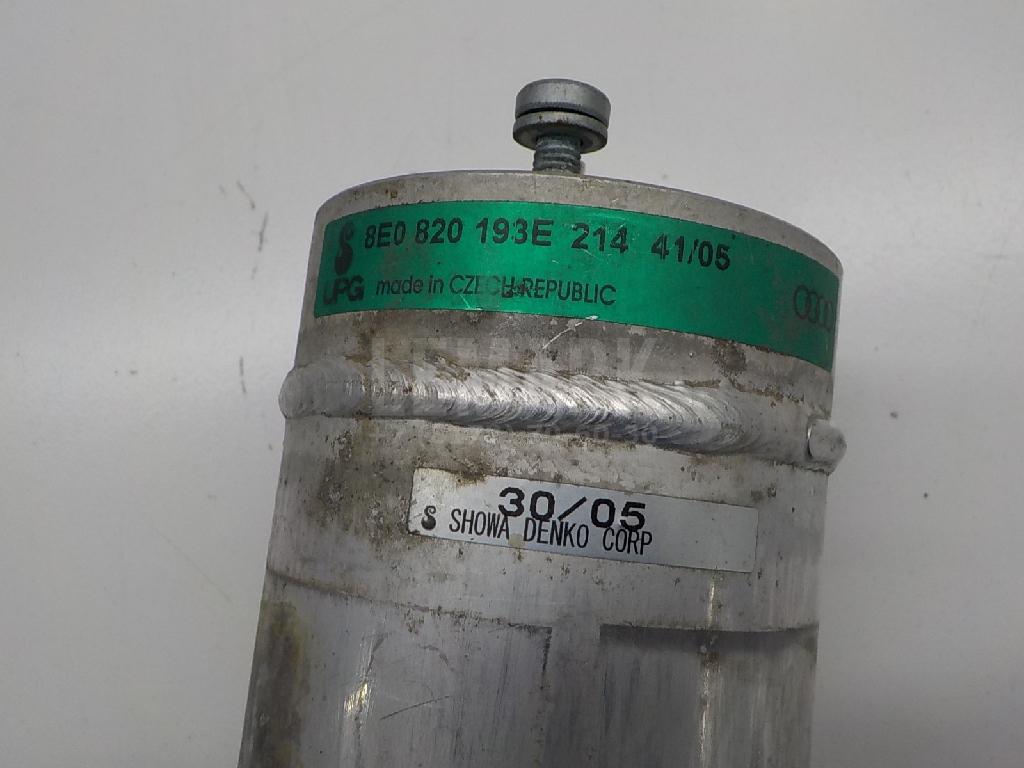 8E0 820 193E 214 41/05
UPG made in CZECH REPUBLIC
30/05
SHOWA DENKO CORP